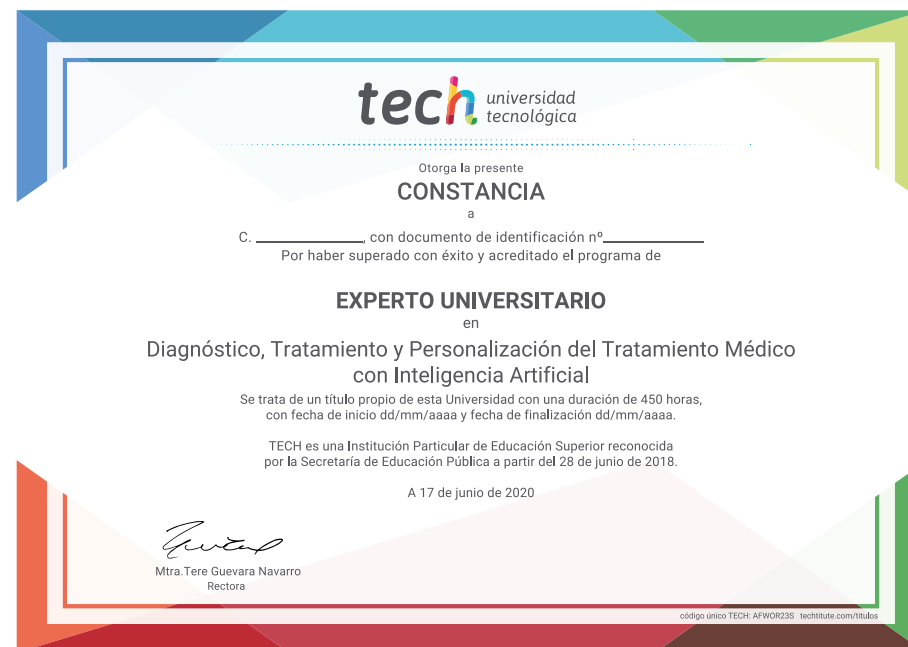 tech universidad
tecnológica
Otorga la presente
CONSTANCIA
a
C. ______________, con documento de identificación nº_____________
Por haber superado con éxito y acreditado el programa de
EXPERTO UNIVERSITARIO
en
Diagnóstico, Tratamiento y Personalización del Tratamiento Médico
con Inteligencia Artificial
Se trata de un título propio de esta Universidad con una duración de 450 horas,
con fecha de inicio dd/mm/aaaa y fecha de finalización dd/mm/aaaa.
TECH es una Institución Particular de Educación Superior reconocida
por la Secretaría de Educación Pública a partir del 28 de junio de 2018.
A 17 de junio de 2020
Mtra.Tere Guevara Navarro
Rectora
código único TECH: AFWOR23S techtitute.com/titulos